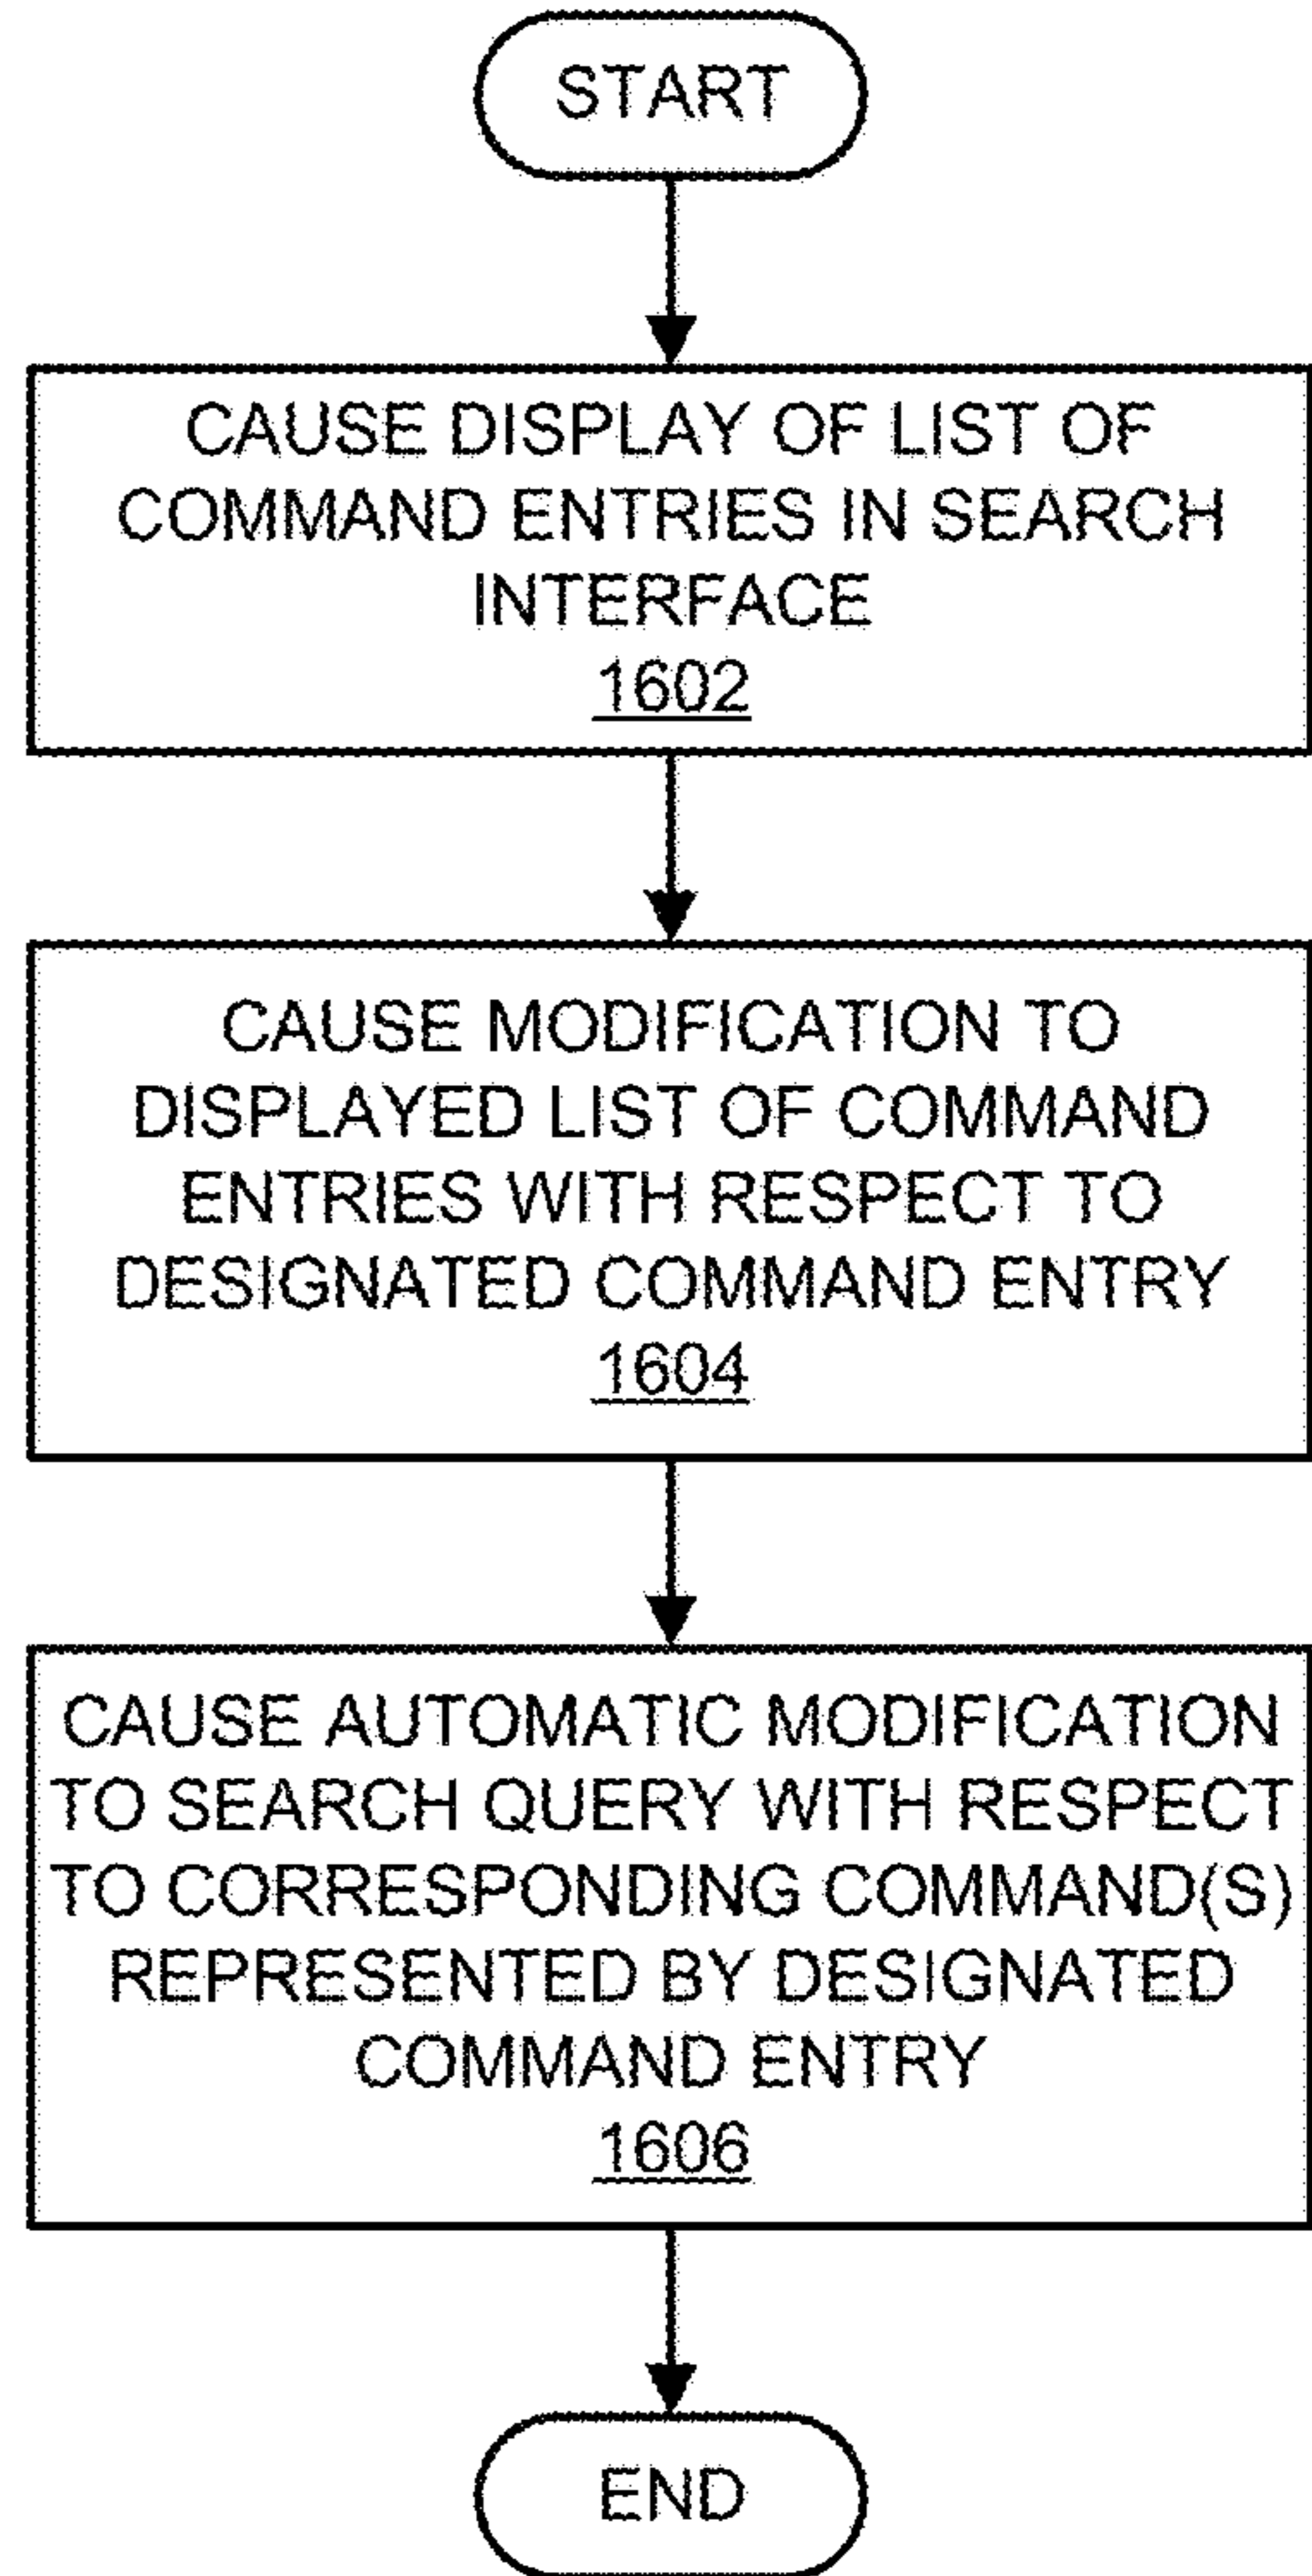 START
CAUSE DISPLAY OF LIST OF
COMMAND ENTRIES IN SEARCH
INTERFACE
1602
CAUSE MODIFICATION TO
DISPLAYED LIST OF COMMAND
ENTRIES WITH RESPECT TO
DESIGNATED COMMAND ENTRY
1604
CAUSE AUTOMATIC MODIFICATION
TO SEARCH QUERY WITH RESPECT
TO CORRESPONDING COMMAND(S)
REPRESENTED BY DESIGNATED
COMMAND ENTRY
1606
END